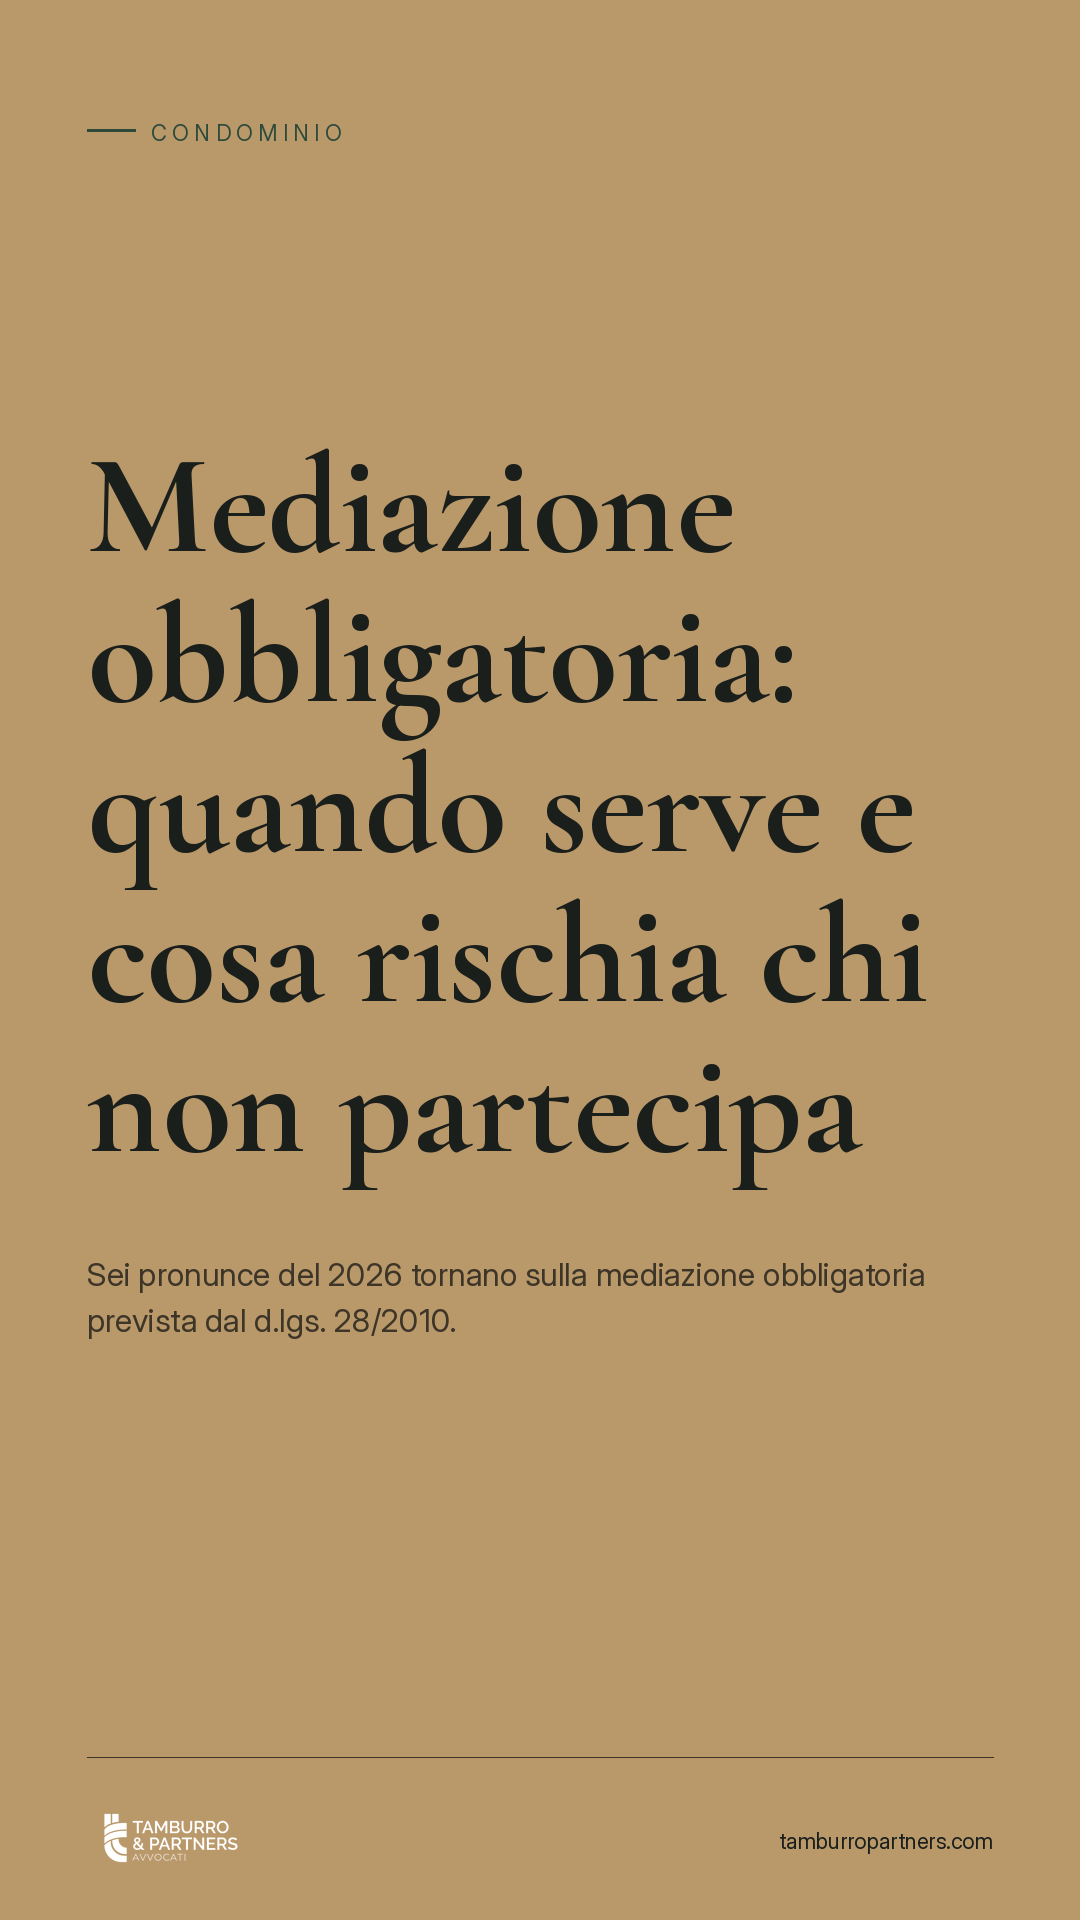 CONDOMINIO
Mediazione
obbligatoria:
quando serve e
cosa rischia chi
non partecipa
Sei pronunce del 2026 tornano sulla mediazione obbligatoria
prevista dal d.lgs. 28/2010.
TAMBURRO
& PARTNERS
AVVOCATI
tamburropartners.com